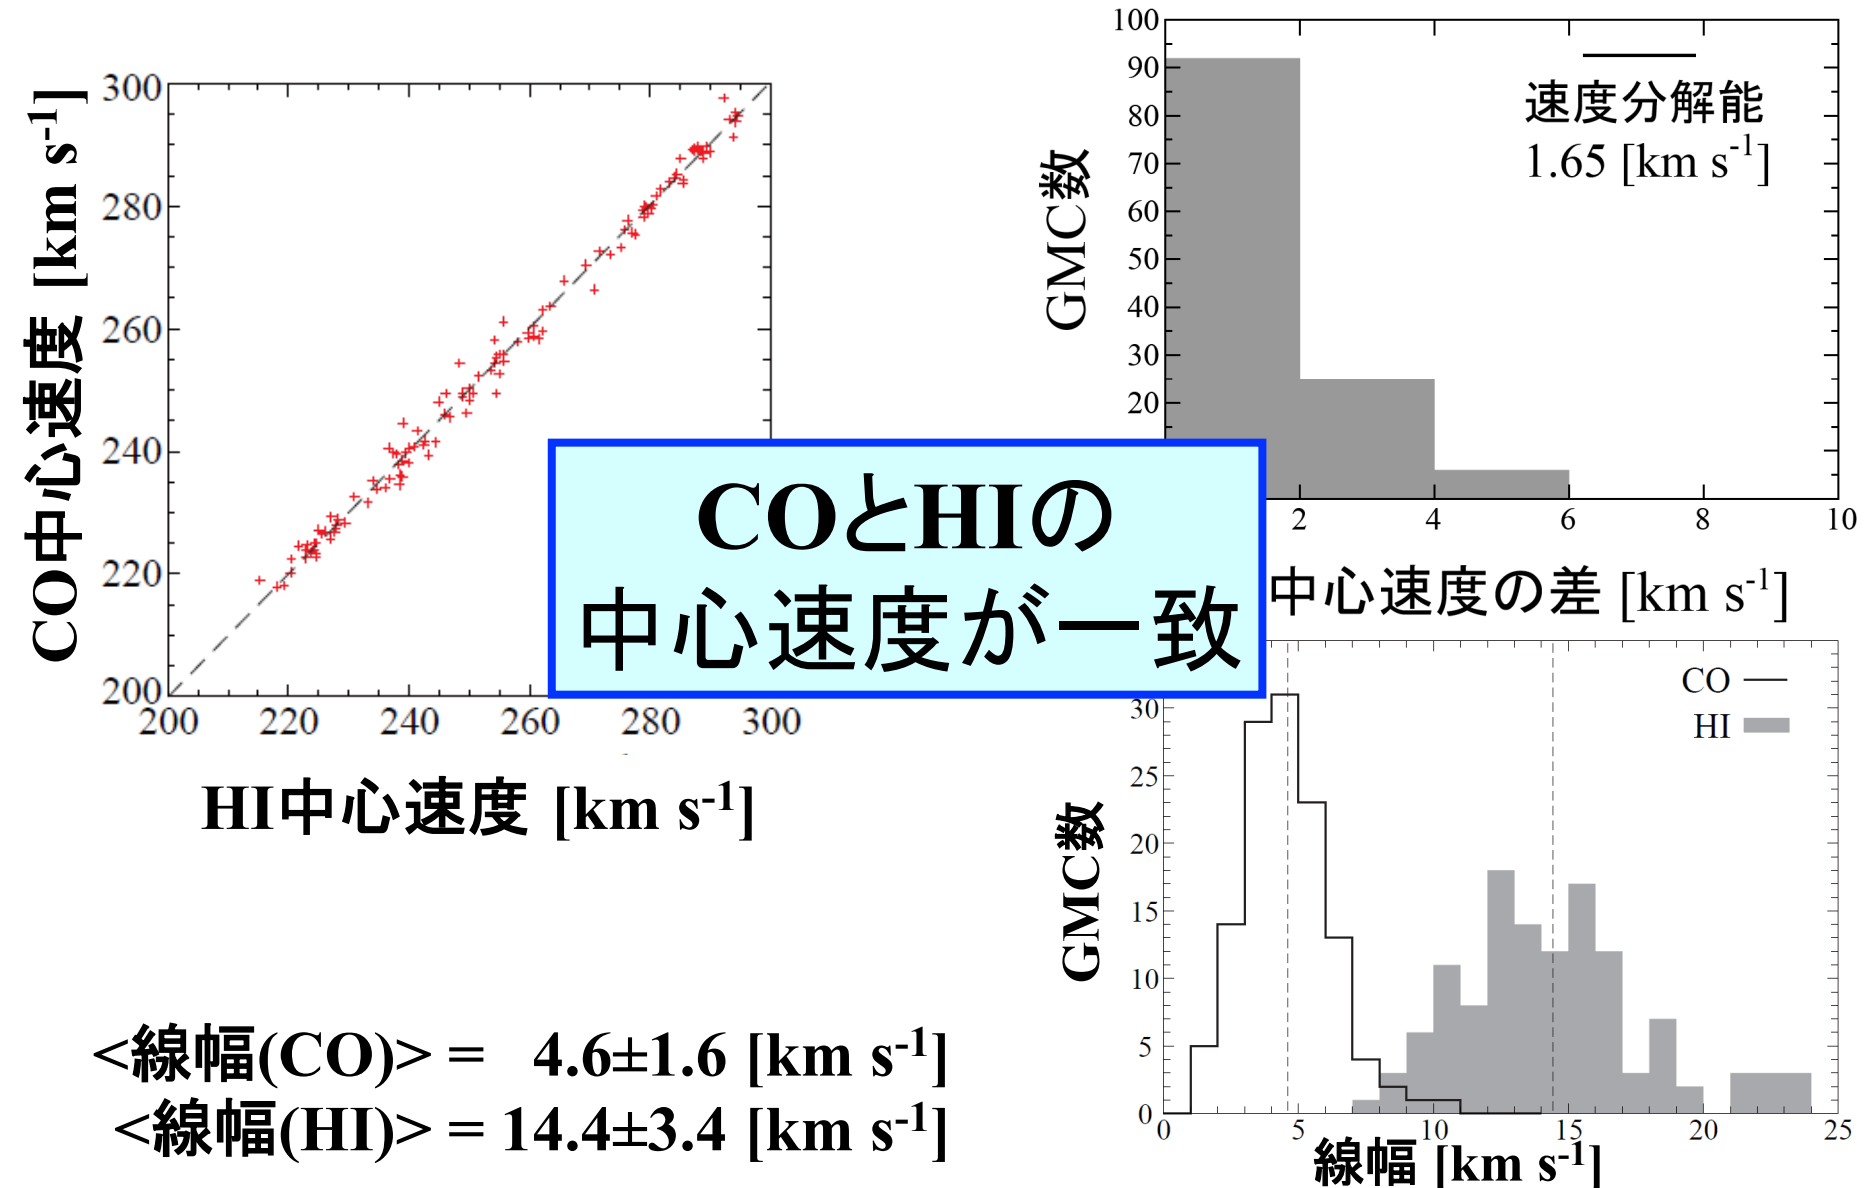 CO中心速度 [km s-1]
300
280
260
240
220
200
200 220 240 260 280 300
HI中心速度 [km s-1]
100
90
80
70
60
50
40
30
20
GMC数
速度分解能
1.65 [km s-1]
2 4 6 8 10
中心速度の差 [km s-1]
COとHIの
中心速度が一致
CO
HI
GMC数
30
25
20
15
10
5
0
0 5 10 15 20 25
線幅 [km s-1]
<線幅(CO)> = 4.6±1.6 [km s-1]
<線幅(HI)> = 14.4±3.4 [km s-1]